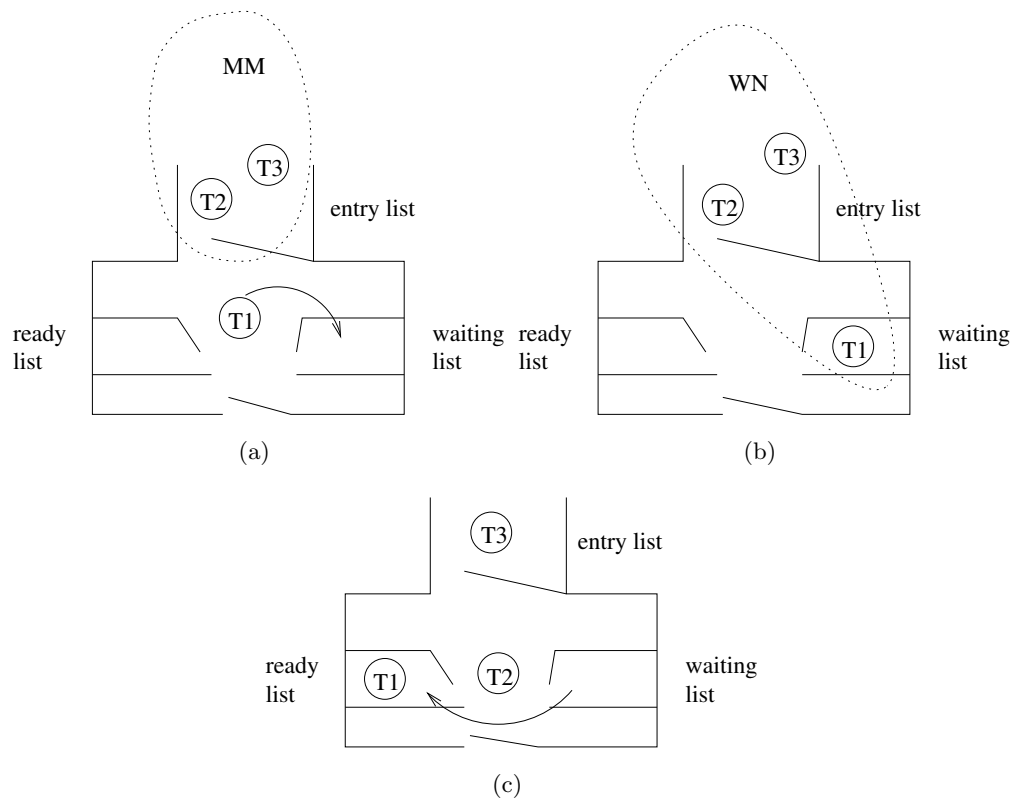 MM
T3
T2
entry list
T1
ready
list
waiting
list
(a)
WN
T3
T2
entry list
ready
list
T1
waiting
list
(b)
T3
entry list
ready
list
T1
T2
waiting
list
(c)